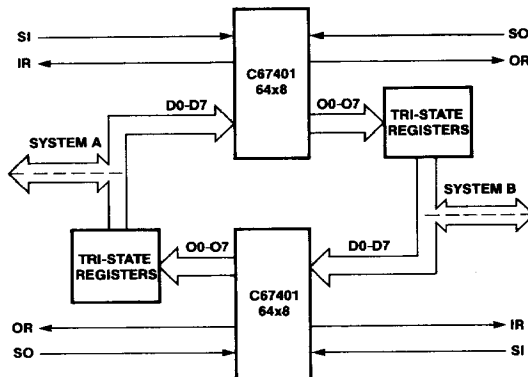 SI
SO
IR
OR
C67401
64x8
D0-D7
O0-O7
TRI-STATE
REGISTERS
SYSTEM A
SYSTEM B
TRI-STATE
REGISTERS
O0-O7
D0-D7
C67401
64x8
OR
IR
SO
SI